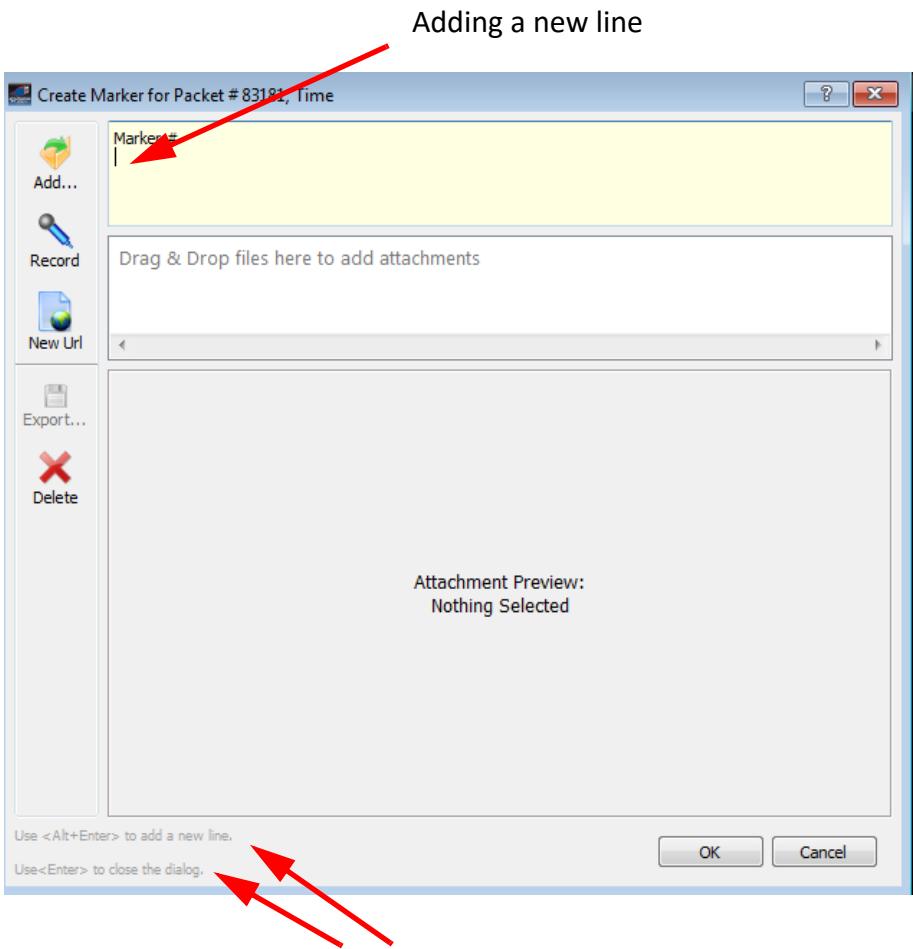 Adding a new line
Create Marker for Packet # 83181, Time
Marker #
Add...
Record
New Url
Export...
Delete
Drag & Drop files here to add attachments
Attachment Preview:
Nothing Selected
Use <Alt+Enter> to add a new line.
Use<Enter> to close the dialog.
OK
Cancel